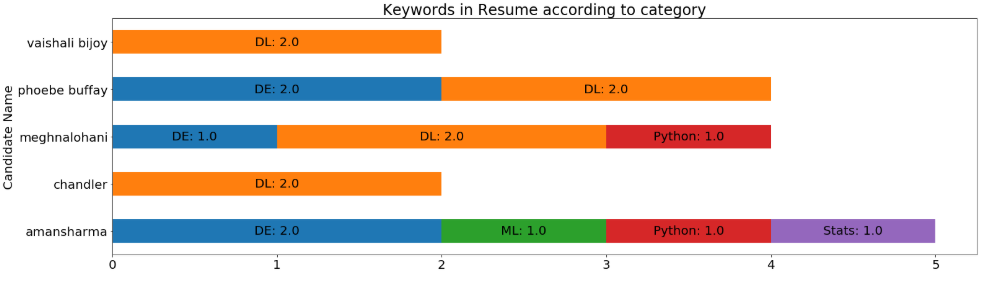 Keywords in Resume according to category
Candidate Name
vaishali bijoy
DL: 2.0
phoebe buffay
DE: 2.0 DL: 2.0
meghnalohani
DE: 1.0 DL: 2.0 Python: 1.0
chandler
DL: 2.0
amansharma
DE: 2.0 ML: 1.0 Python: 1.0 Stats: 1.0
0 1 2 3 4 5